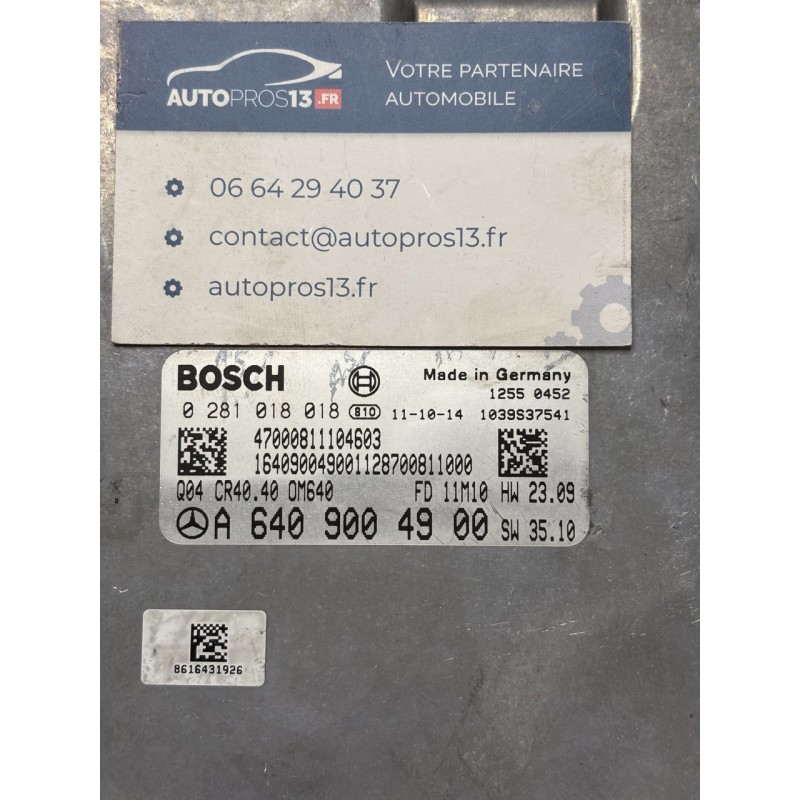 VOTRE PARTENAIRE
AUTOMOBILE
AUTOPROS13.FR
06 64 29 40 37
contact@autopros13.fr
autopros13.fr
BOSCH
Made in Germany
1255 0452
0 281 018 018 810 11-10-14 1039S37541
47000811104603
1640900490011287008​11000
Q04 CR40.40 OM640 FD 11M10 HW 23.09
A 640 900 49 00 SW 35.10
8616431926